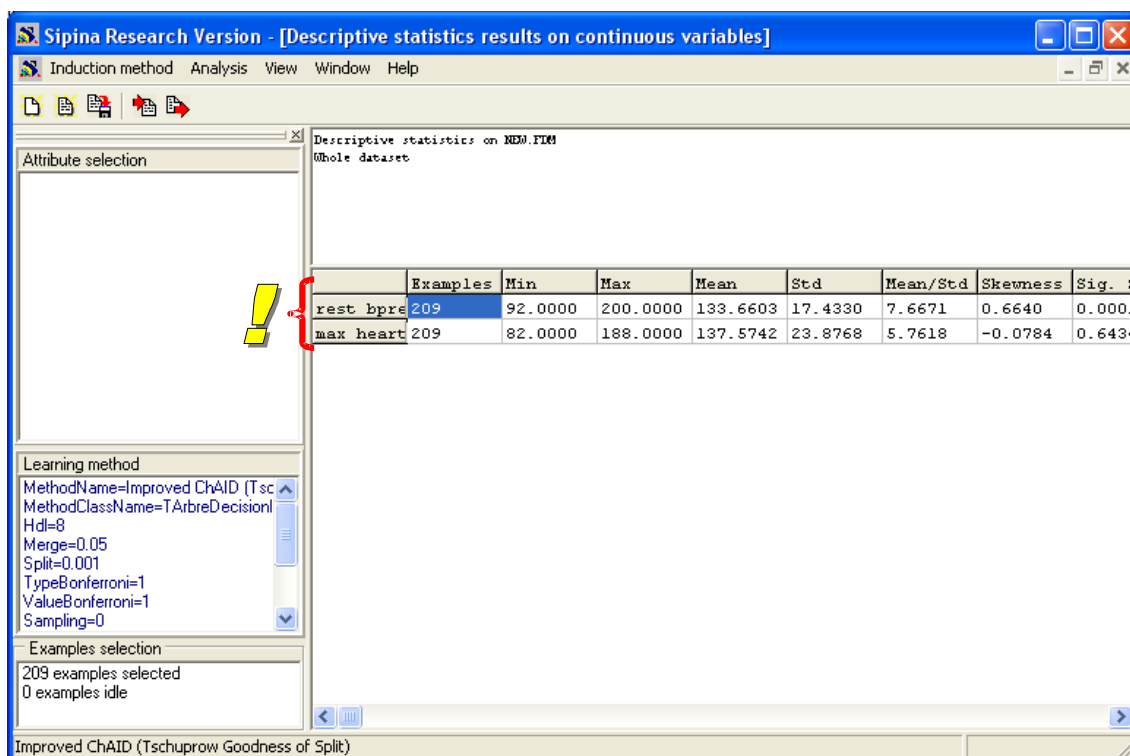 Sipina Research Version - [Descriptive statistics results on continuous variables]
Induction method Analysis View Window Help
Attribute selection
Descriptive statistics on NEW.FDM
Whole dataset
Examples Min Max Mean Std Mean/Std Skewness Sig.
rest bpre 209 92.0000 200.0000 133.6603 17.4330 7.6671 0.6640 0.000
max heart 209 82.0000 188.0000 137.5742 23.8768 5.7618 -0.0784 0.643
!
Learning method
MethodName=Improved ChAID (Tsc
MethodClassName=TArbreDecisionI
Hdl=8
Merge=0.05
Split=0.001
TypeBonferroni=1
ValueBonferroni=1
Sampling=0
Examples selection
209 examples selected
0 examples idle
Improved ChAID (Tschuprow Goodness of Split)